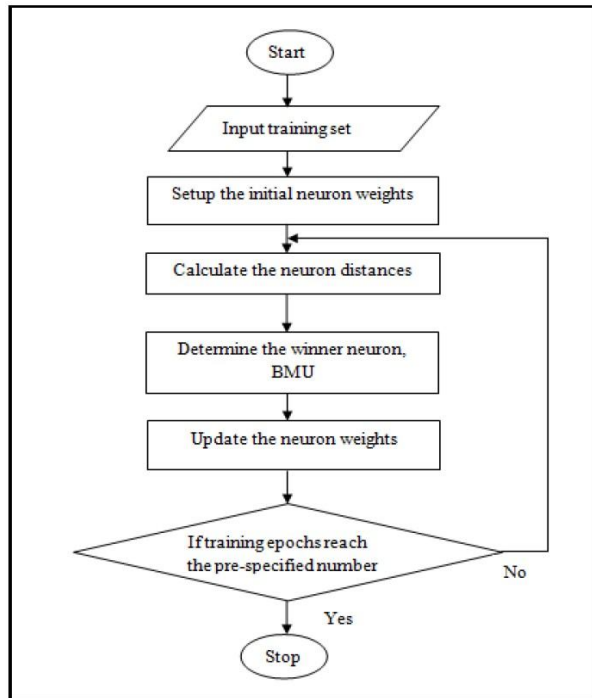 Start
Input training set
Setup the initial neuron weights
Calculate the neuron distances
Determine the winner neuron,
BMU
Update the neuron weights
If training epochs reach
the pre-specified number
No
Yes
Stop